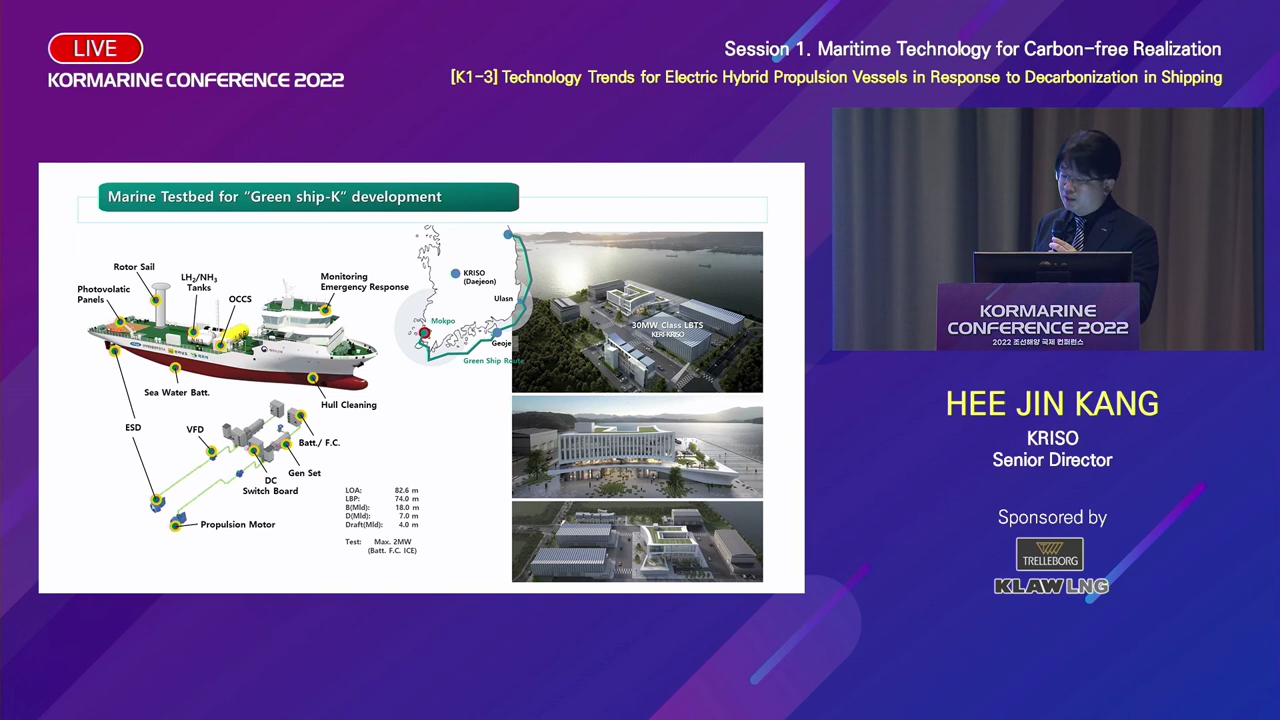 LIVE
KORMARINE CONFERENCE 2022
Session 1. Maritime Technology for Carbon-free Realization
[K1-3] Technology Trends for Electric Hybrid Propulsion Vessels in Response to Decarbonization in Shipping
Marine Testbed for "Green ship-K" development
Rotor Sail
Photovolatic
Panels
LH2/NH3
Tanks
OCCS
Monitoring
Emergency Response
Sea Water Batt.
Hull Cleaning
ESD
VFD
Batt./ F.C.
Gen Set
DC
Switch Board
Propulsion Motor
LOA: 82.6 m
LBP: 74.0 m
B(Mld): 18.0 m
D(Mld): 7.0 m
Draft(Mld): 4.0 m
Test: Max. 2MW
(Batt. F.C. ICE)
KRISO
(Daejeon)
Ulasn
Mokpo
Geoje
Green Ship Route
30MW Class LBTS
KERI-KRISO
LG
KORMARINE
CONFERENCE 2022
2022 조선해양 국제 컨퍼런스
HEE JIN KANG
KRISO
Senior Director
Sponsored by
TRELLEBORG
KLAW LNG